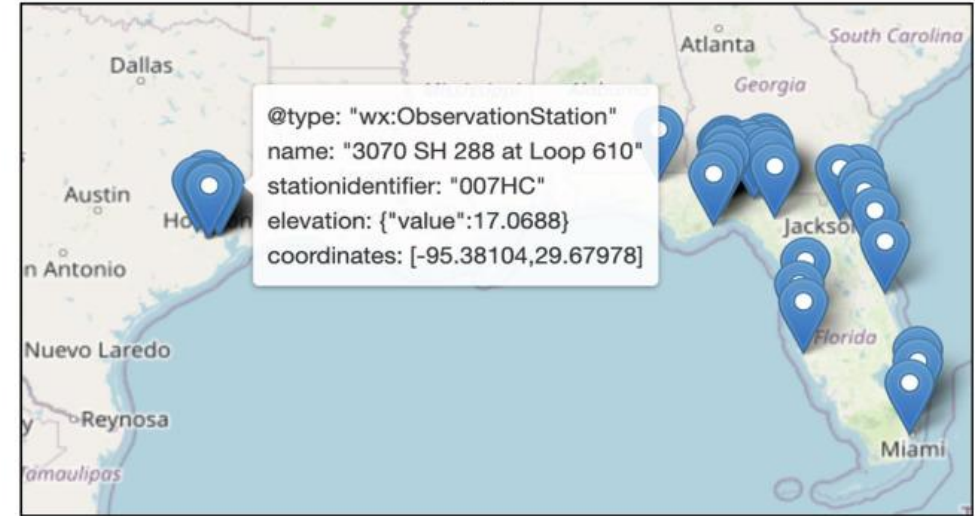 Atlanta
South Carolina
Dallas
Georgia
@type: "wx:ObservationStation"
name: "3070 SH 288 at Loop 610"
stationidentifier: "007HC"
elevation: {"value":17.0688}
coordinates: [-95.38104,29.67978]
Austin
Ho
n
Jackso
n Antonio
Nuevo Laredo
Florida
Reynosa
Miami
Tamaulipas